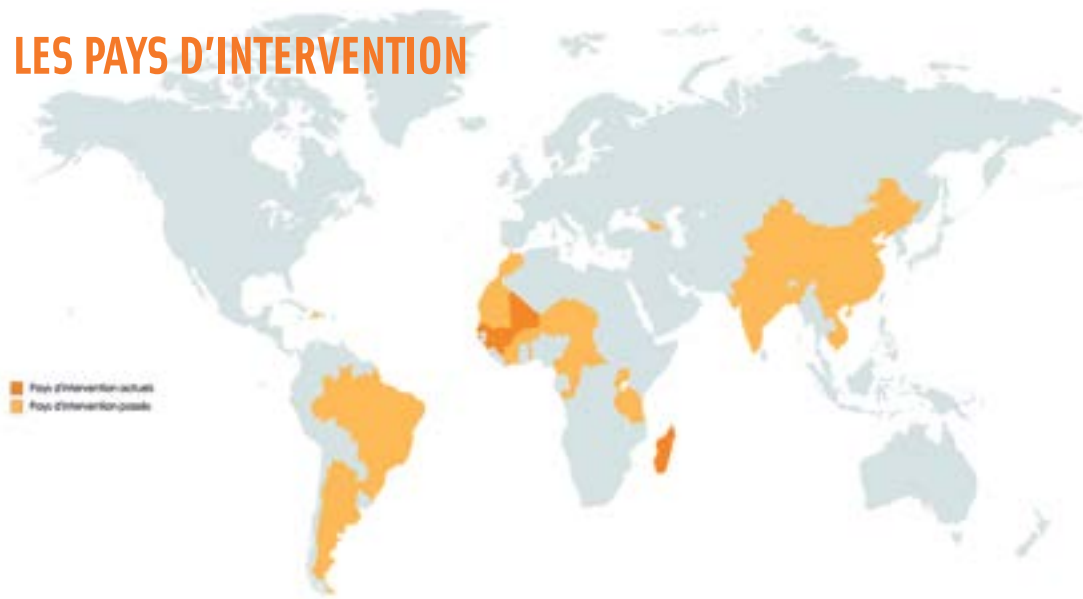 LES PAYS D'INTERVENTION
Pays d'intervention actuels
Pays d'intervention passés